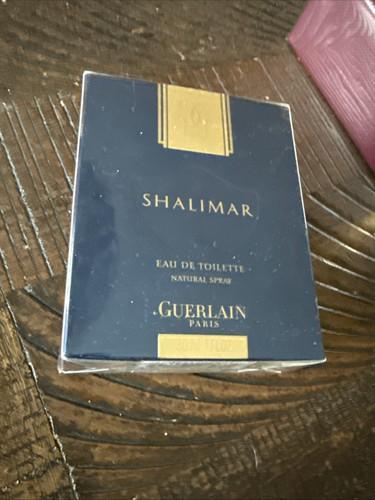 SHALIMAR
EAU DE TOILETTE
NATURAL SPRAY
GUERLAIN
PARIS